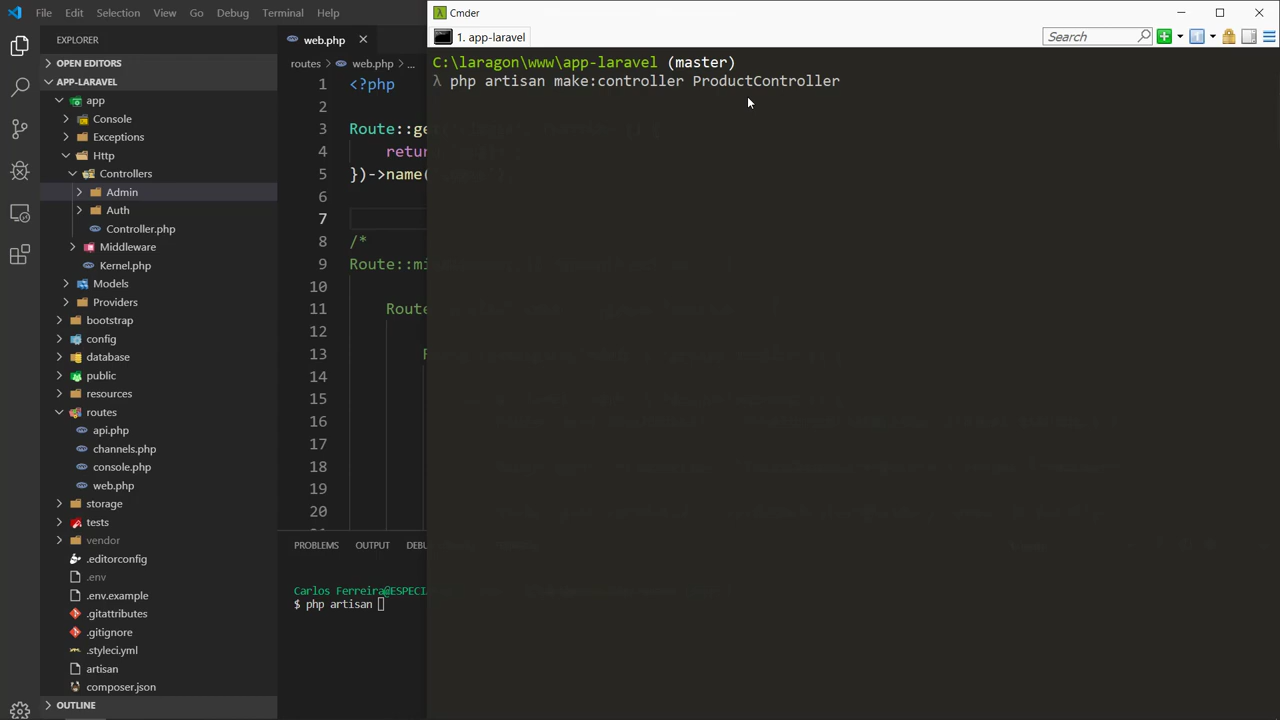 File Edit Selection View Go Debug Terminal Help
EXPLORER
OPEN EDITORS
APP-LARAVEL
app
Console
Exceptions
Http
Controllers
Admin
Auth
Controller.php
Middleware
Kernel.php
Models
Providers
bootstrap
config
database
public
resources
routes
api.php
channels.php
console.php
web.php
storage
tests
vendor
.editorconfig
.env
.env.example
.gitattributes
.gitignore
.styleci.yml
artisan
composer.json
OUTLINE
web.php
routes > web.php > ...
1 <?php
2
3 Route::ge
4 retur
5 })->name(
6
7
8 /*
9 Route::mi
10
11 Route
12
13 R
14
15
16
17
18
19
20
PROBLEMS OUTPUT DEBU
Carlos Ferreira@ESPECI
$ php artisan
Cmder
1. app-laravel
Search
C:\laragon\www\app-laravel (master)
λ php artisan make:controller ProductController